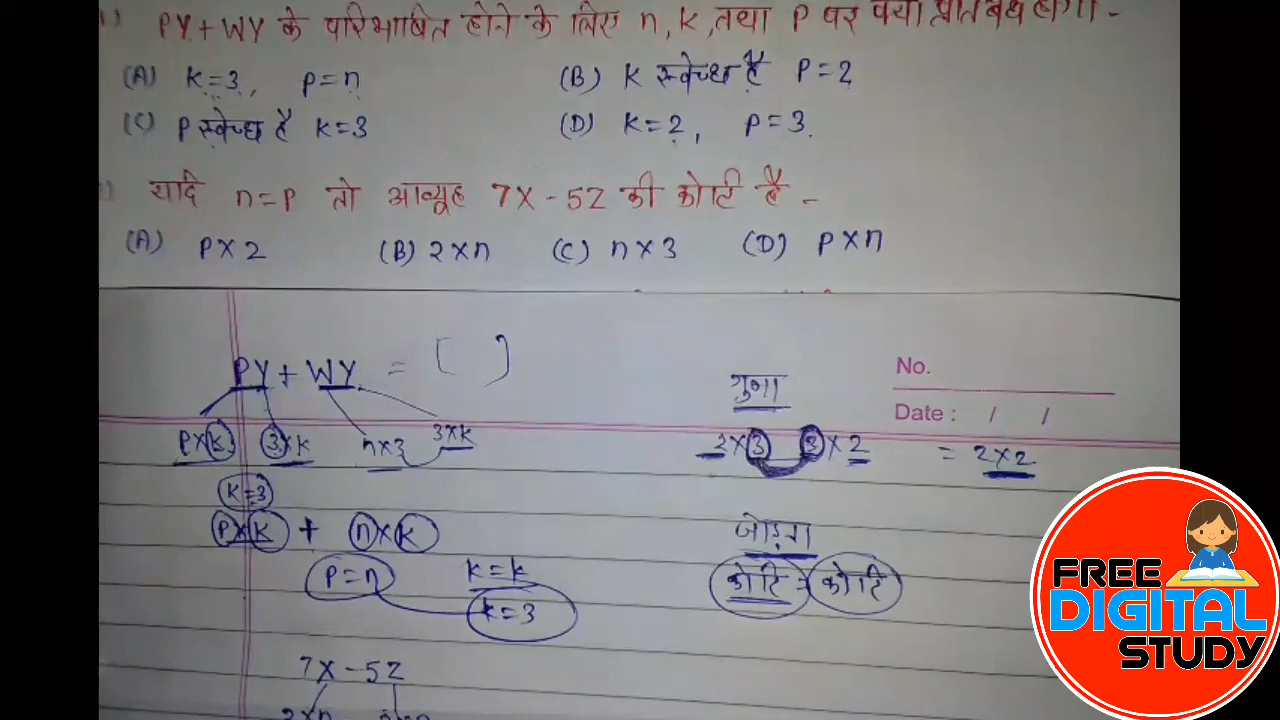 PY+WY के परिभाषित होने के लिए n, k, तथा P पर क्या प्रतिबंध होगा -
(A) k=3, p=n (B) K स्वेच्छ है P=2
(C) P स्वेच्छ है k=3 (D) k=2, p=3.
यदि n=p तो आव्यूह 7X-5Z की कोटि है -
(A) p×2 (B) 2×n (C) n×3 (D) p×n
PY+WY = [ ]
No.
Date : / /
गुणा
p×k 3×k n×3 3×k
2×3 3×2 = 2×2
k=3
p×k + n×k
जोड़ना
p=n k=k
कोटि = कोटि
k=3
7X-5Z
2×n
FREE
DIGITAL
STUDY